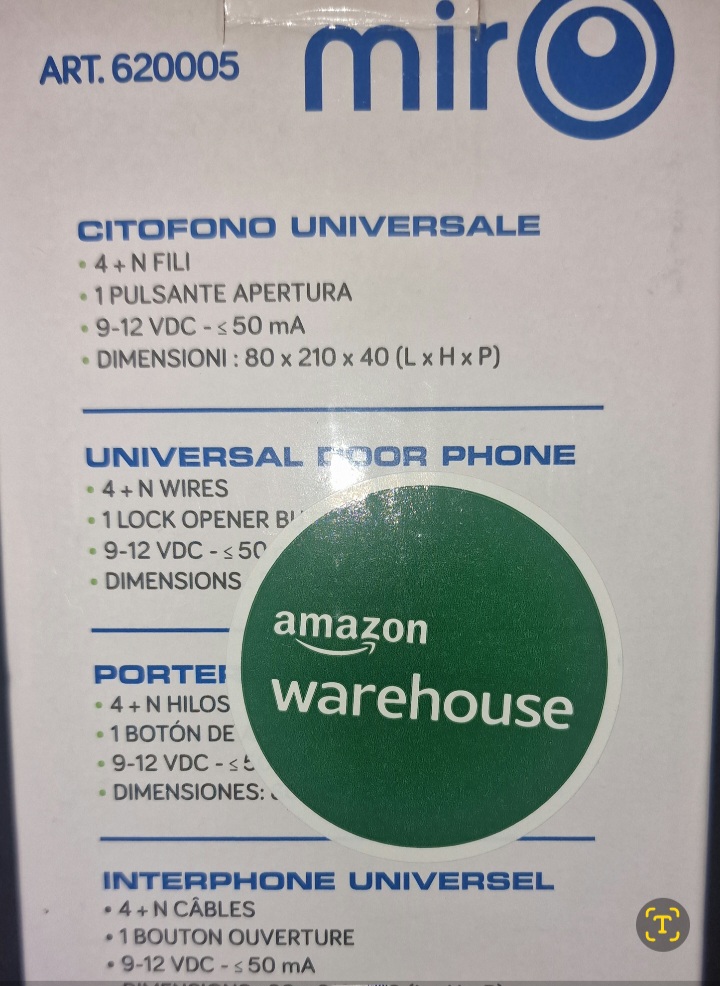 ART. 620005
miro
CITOFONO UNIVERSALE
• 4 + N FILI
• 1 PULSANTE APERTURA
• 9-12 VDC - ≤ 50 mA
• DIMENSIONI : 80 x 210 x 40 (L x H x P)
UNIVERSAL DOOR PHONE
• 4 + N WIRES
• 1 LOCK OPENER
• 9-12 VDC - ≤ 50
• DIMENSIONS
amazon
warehouse
• 4 + N HILOS
• 1 BOTÓN DE
• 9-12 VDC - ≤
• DIMENSIONES:
INTERPHONE UNIVERSEL
• 4 + N CÂBLES
• 1 BOUTON OUVERTURE
• 9-12 VDC - ≤ 50 mA